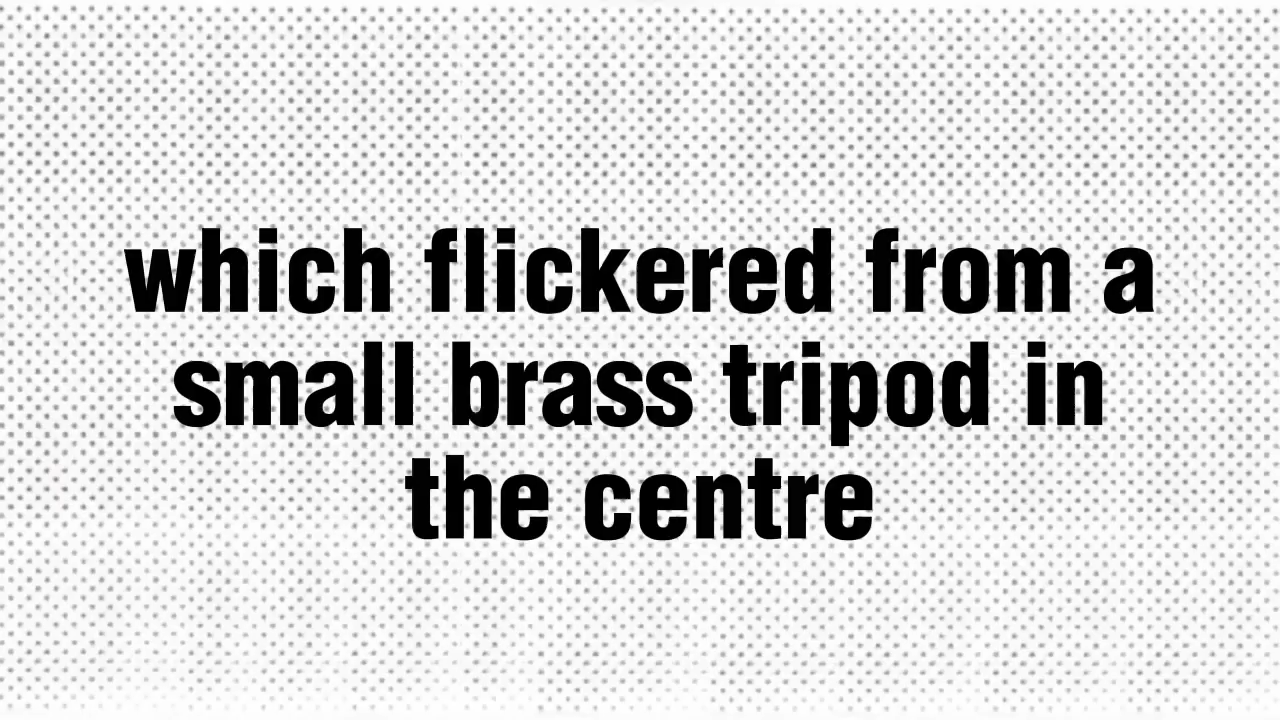 which flickered from a
small brass tripod in
the centre